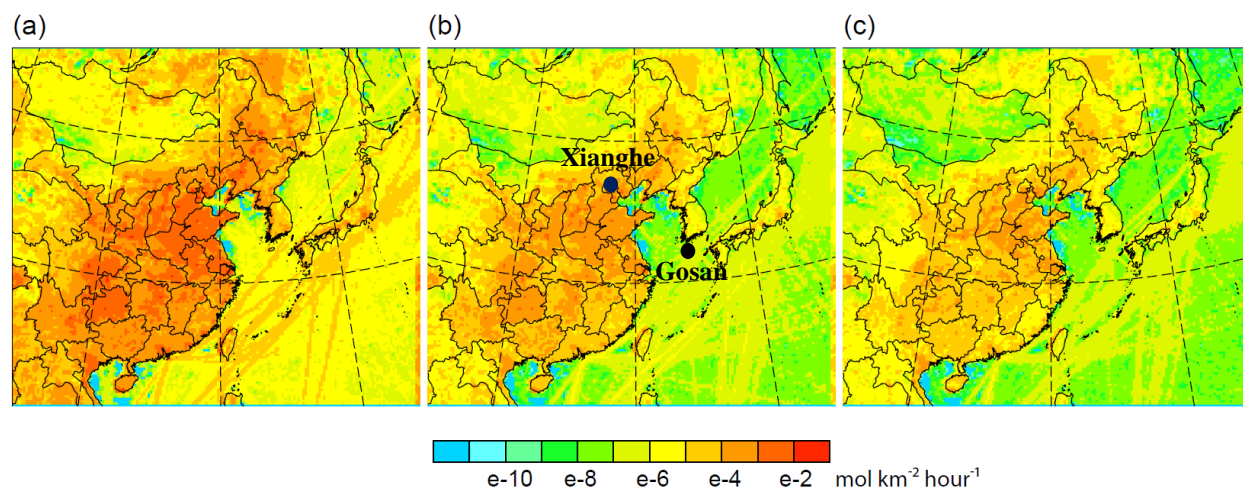 (a) (b) (c)
Xianghe
Gosan
e-10 e-8 e-6 e-4 e-2 mol km⁻² hour⁻¹